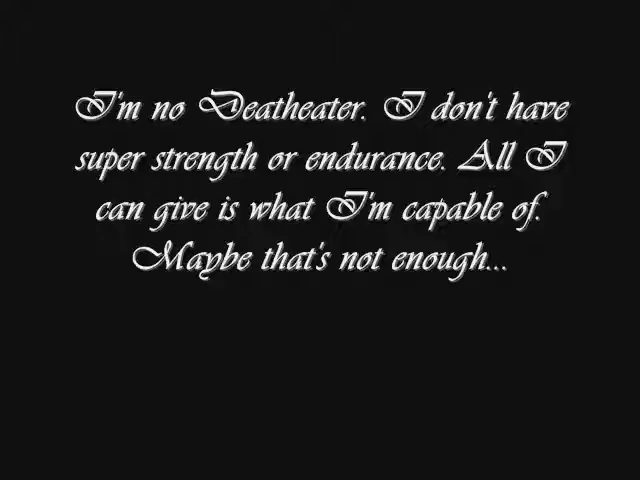 I'm no Deatheater. I don't have
super strength or endurance. All I
can give is what I'm capable of.
Maybe that's not enough...